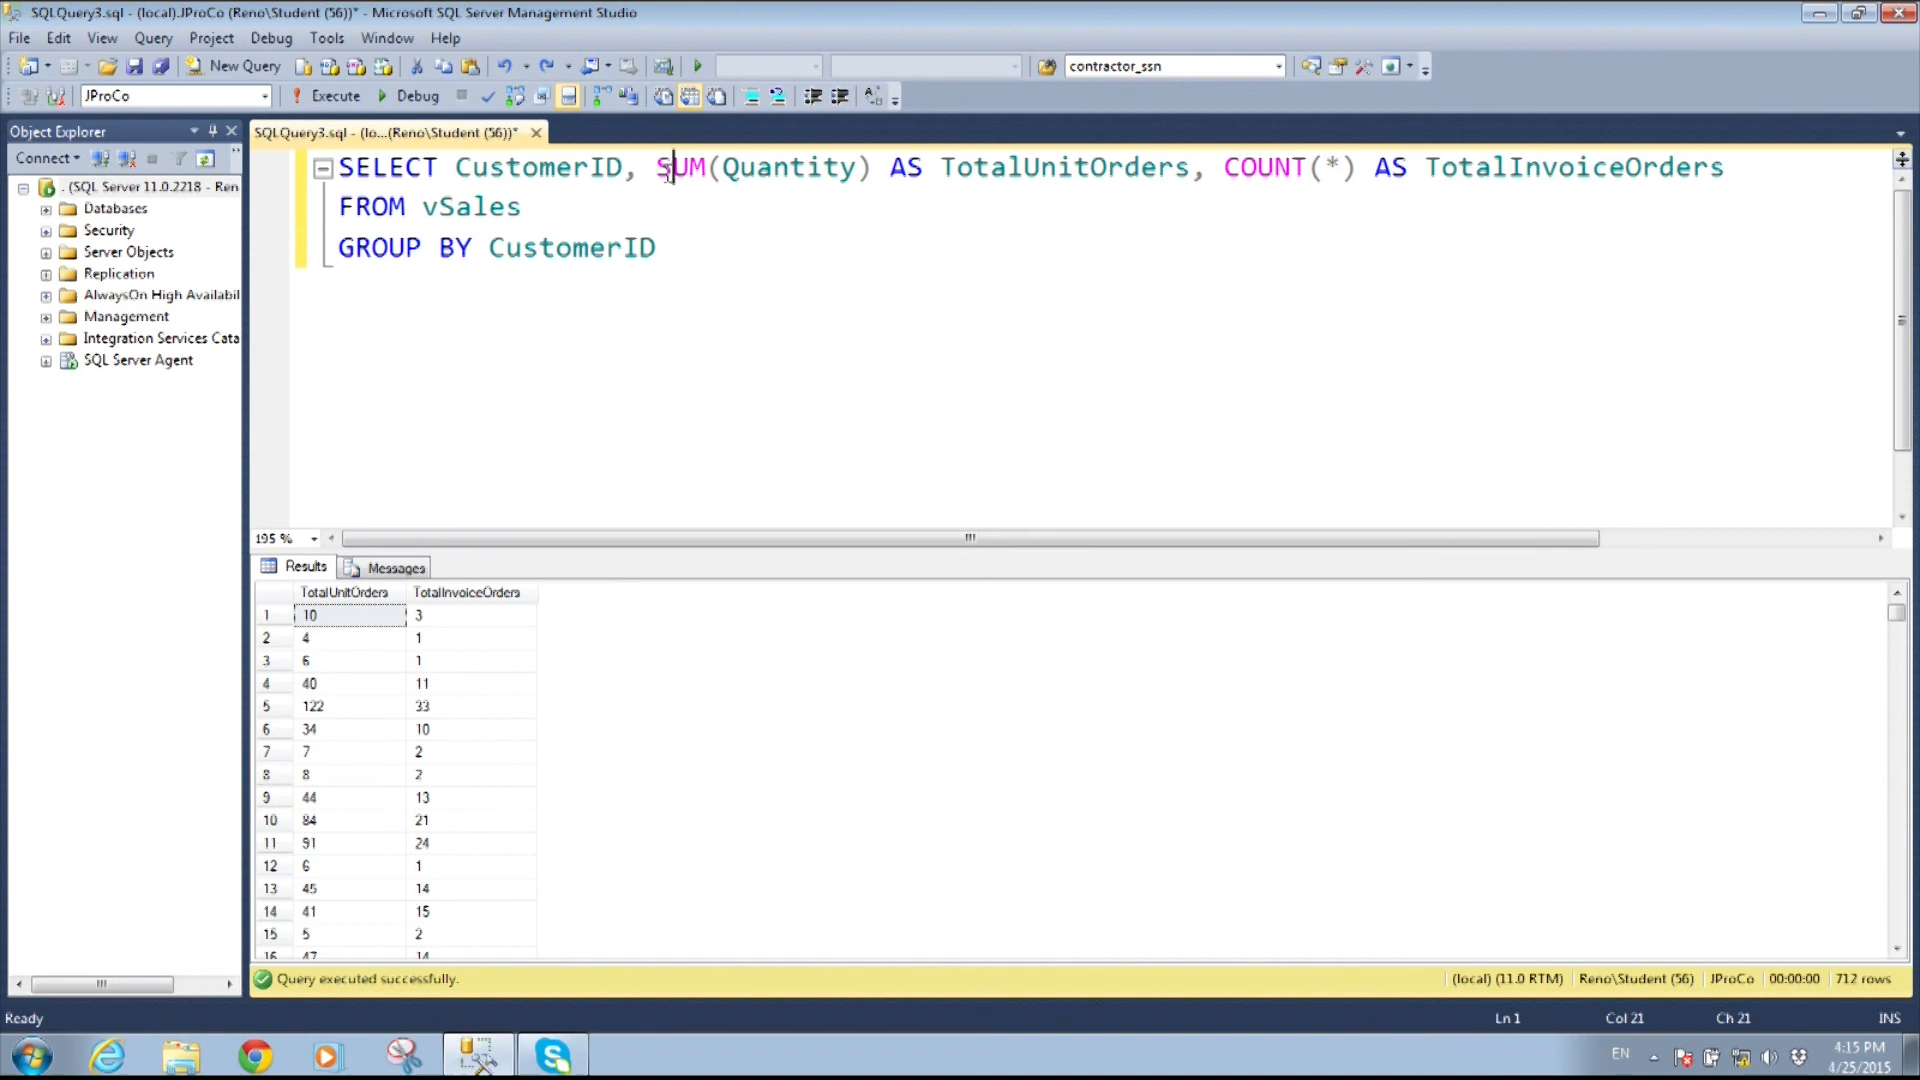 SQLQuery3.sql - (local).JProCo (Reno\Student (56))* - Microsoft SQL Server Management Studio
File Edit View Query Project Debug Tools Window Help
New Query contractor_ssn
JProCo Execute Debug
Object Explorer
SQLQuery3.sql - (lo...(Reno\Student (56))*
Connect
. (SQL Server 11.0.2218 - Ren
Databases
Security
Server Objects
Replication
AlwaysOn High Availabil
Management
Integration Services Cata
SQL Server Agent
SELECT CustomerID, SUM(Quantity) AS TotalUnitOrders, COUNT(*) AS TotalInvoiceOrders
FROM vSales
GROUP BY CustomerID
195 %
Results Messages
TotalUnitOrders TotalInvoiceOrders
1 10 3
2 4 1
3 6 1
4 40 11
5 122 33
6 34 10
7 7 2
8 8 2
9 44 13
10 84 21
11 91 24
12 6 1
13 45 14
14 41 15
15 5 2
16 47 14
Query executed successfully. (local) (11.0 RTM) Reno\Student (56) JProCo 00:00:00 712 rows
Ready Ln 1 Col 21 Ch 21 INS
EN 4:15 PM
4/25/2015